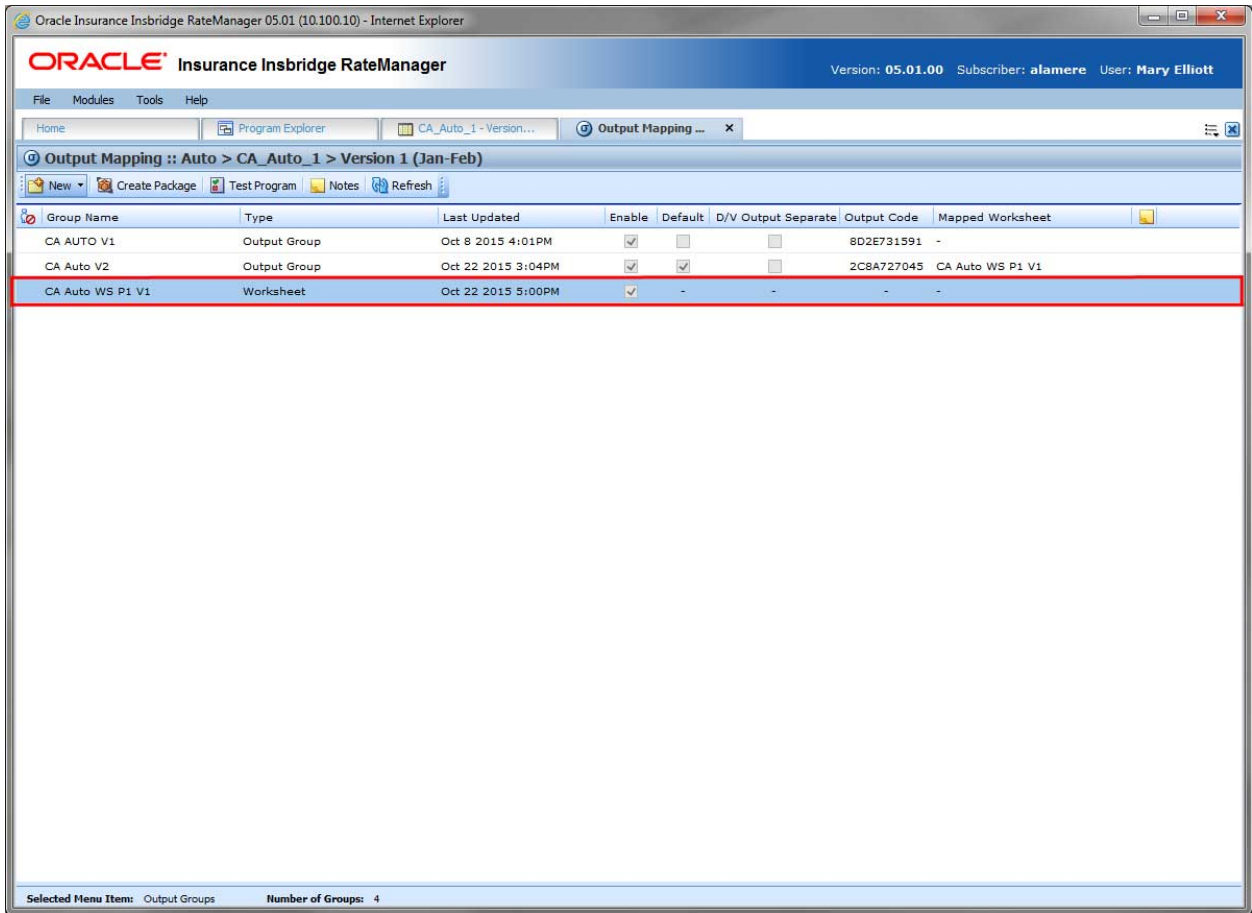 Oracle Insurance Insbridge RateManager 05.01 (10.100.10) - Internet Explorer
ORACLE Insurance Insbridge RateManager
Version: 05.01.00 Subscriber: alamere User: Mary Elliott
File Modules Tools Help
Home Program Explorer CA_Auto_1 - Version... Output Mapping ... x
Output Mapping :: Auto > CA_Auto_1 > Version 1 (Jan-Feb)
New Create Package Test Program Notes Refresh
Group Name Type Last Updated Enable Default D/V Output Separate Output Code Mapped Worksheet
CA AUTO V1 Output Group Oct 8 2015 4:01PM 8D2E731591 -
CA Auto V2 Output Group Oct 22 2015 3:04PM 2C8A727045 CA Auto WS P1 V1
CA Auto WS P1 V1 Worksheet Oct 22 2015 5:00PM - - - -
Selected Menu Item: Output Groups Number of Groups: 4